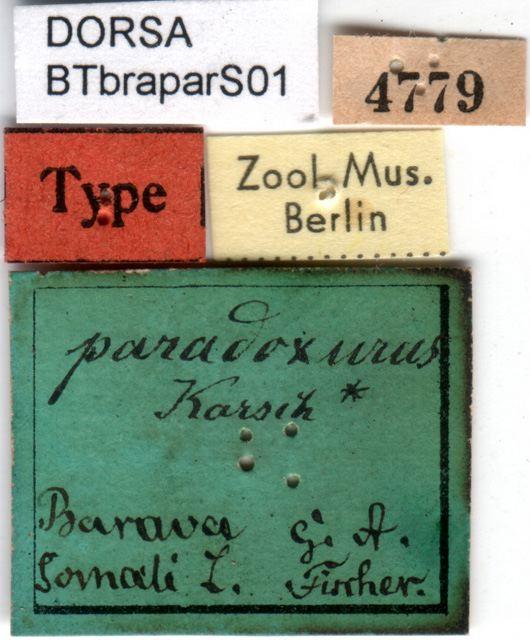 DORSA
BTbraparS01
4779
Type
Zool. Mus.
Berlin
paradoxurus
Karsch *
Barava G. A.
Somali L. Fischer.